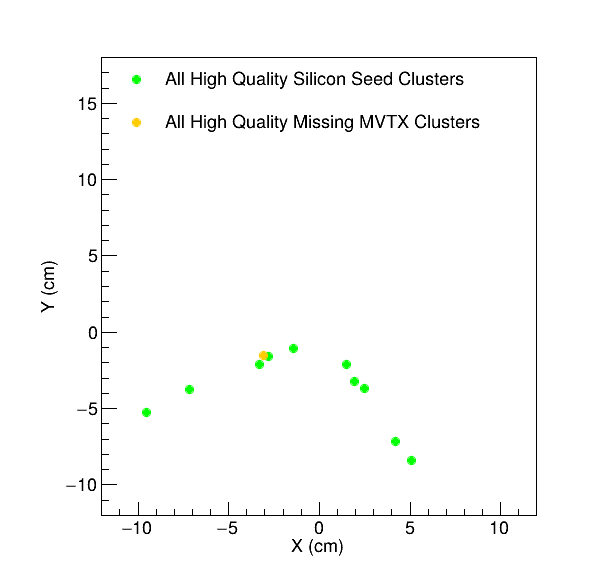 All High Quality Silicon Seed Clusters
All High Quality Missing MVTX Clusters
15
10
5
0
−5
−10
Y (cm)
−10 −5 0 5 10
X (cm)